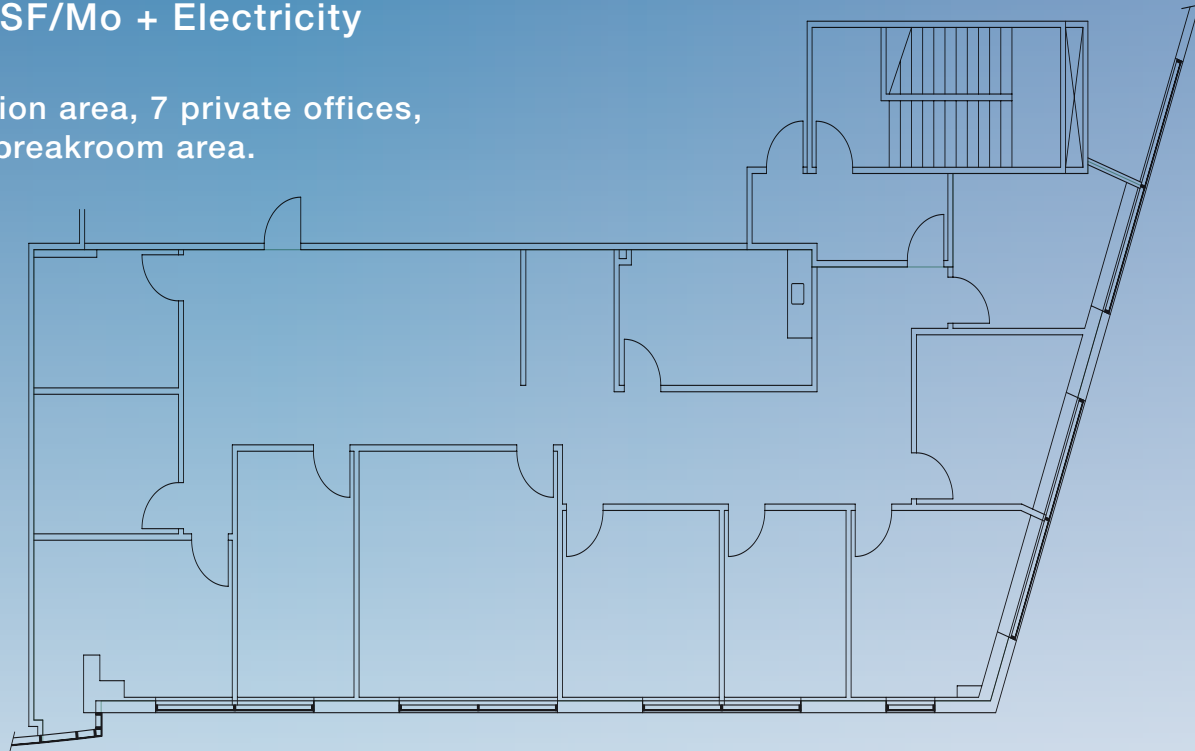 SF/Mo + Electricity
ion area, 7 private offices,
breakroom area.